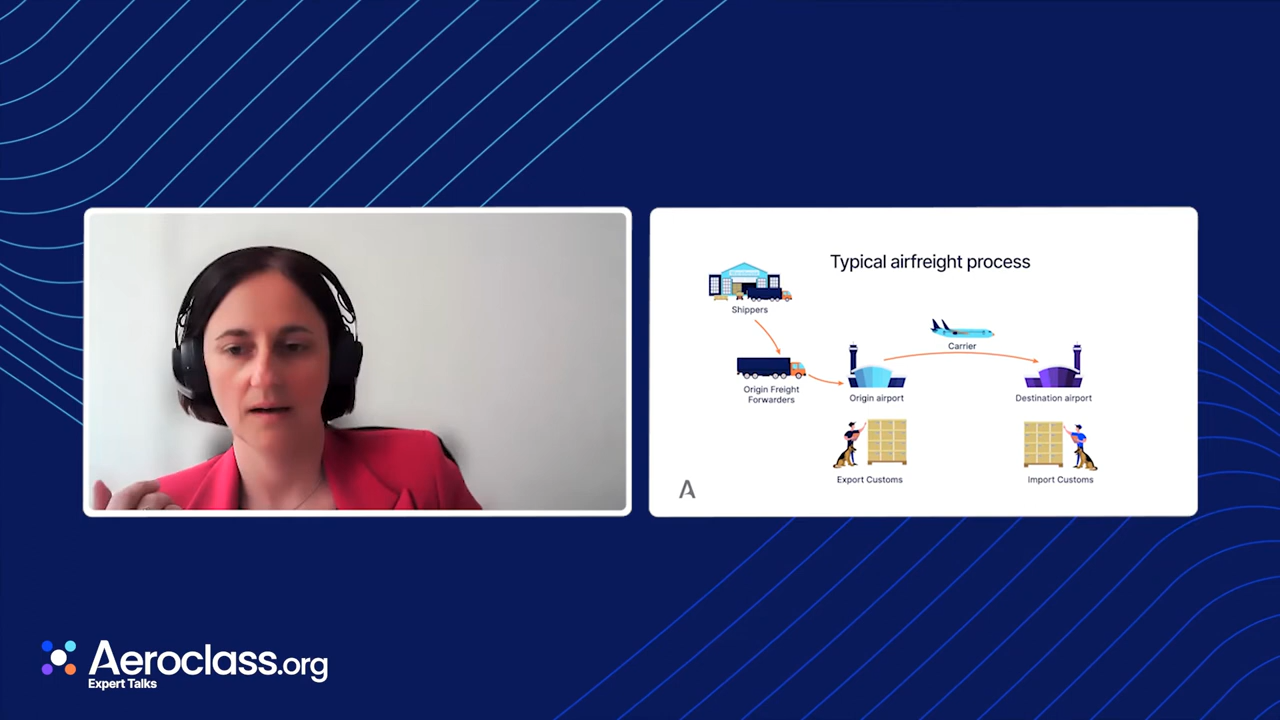 Typical airfreight process
Shippers
Carrier
Origin Freight
Forwarders
Origin airport
Destination airport
Export Customs
Import Customs
A
Aeroclass.org
Expert Talks